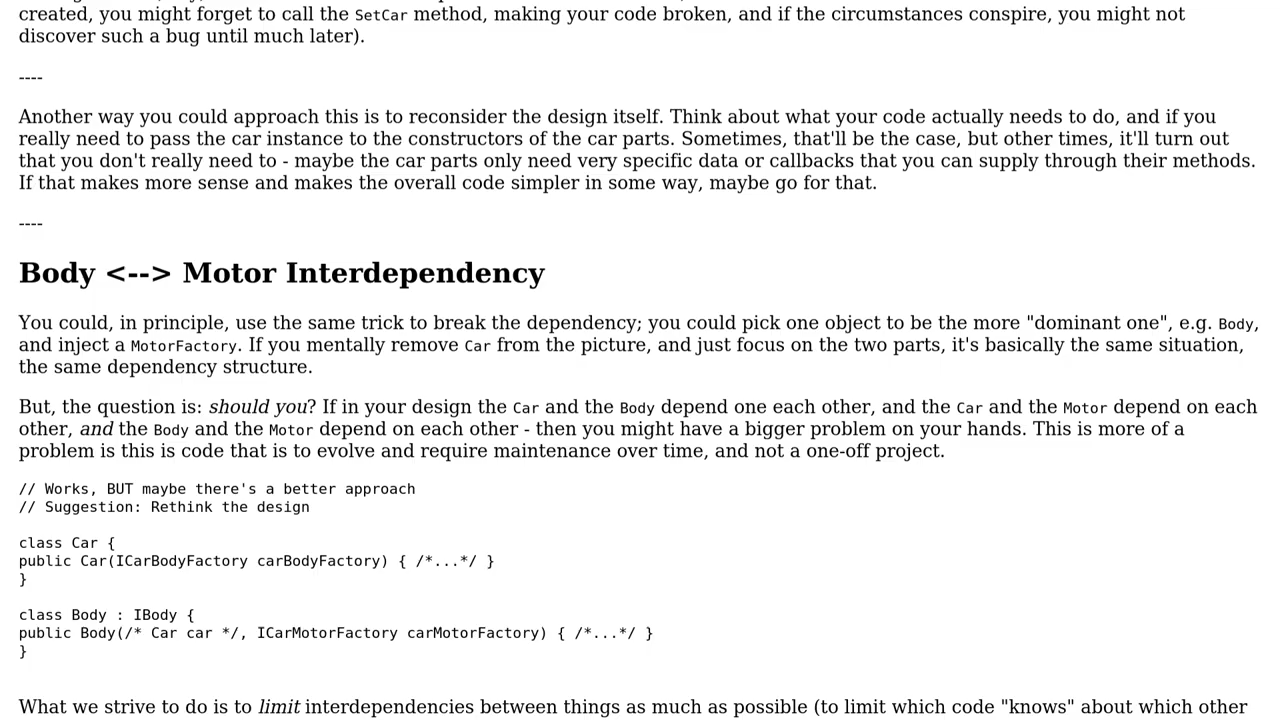 created, you might forget to call the SetCar method, making your code broken, and if the circumstances conspire, you might not
discover such a bug until much later).
----
Another way you could approach this is to reconsider the design itself. Think about what your code actually needs to do, and if you
really need to pass the car instance to the constructors of the car parts. Sometimes, that'll be the case, but other times, it'll turn out
that you don't really need to - maybe the car parts only need very specific data or callbacks that you can supply through their methods.
If that makes more sense and makes the overall code simpler in some way, maybe go for that.
----
Body <--> Motor Interdependency
You could, in principle, use the same trick to break the dependency; you could pick one object to be the more "dominant one", e.g. Body,
and inject a MotorFactory. If you mentally remove Car from the picture, and just focus on the two parts, it's basically the same situation,
the same dependency structure.
But, the question is: should you? If in your design the Car and the Body depend one each other, and the Car and the Motor depend on each
other, and the Body and the Motor depend on each other - then you might have a bigger problem on your hands. This is more of a
problem is this is code that is to evolve and require maintenance over time, and not a one-off project.
// Works, BUT maybe there's a better approach
// Suggestion: Rethink the design
class Car {
public Car(ICarBodyFactory carBodyFactory) { /*...*/ }
}
class Body : IBody {
public Body(/* Car car */, ICarMotorFactory carMotorFactory) { /*...*/ }
}
What we strive to do is to limit interdependencies between things as much as possible (to limit which code "knows" about which other